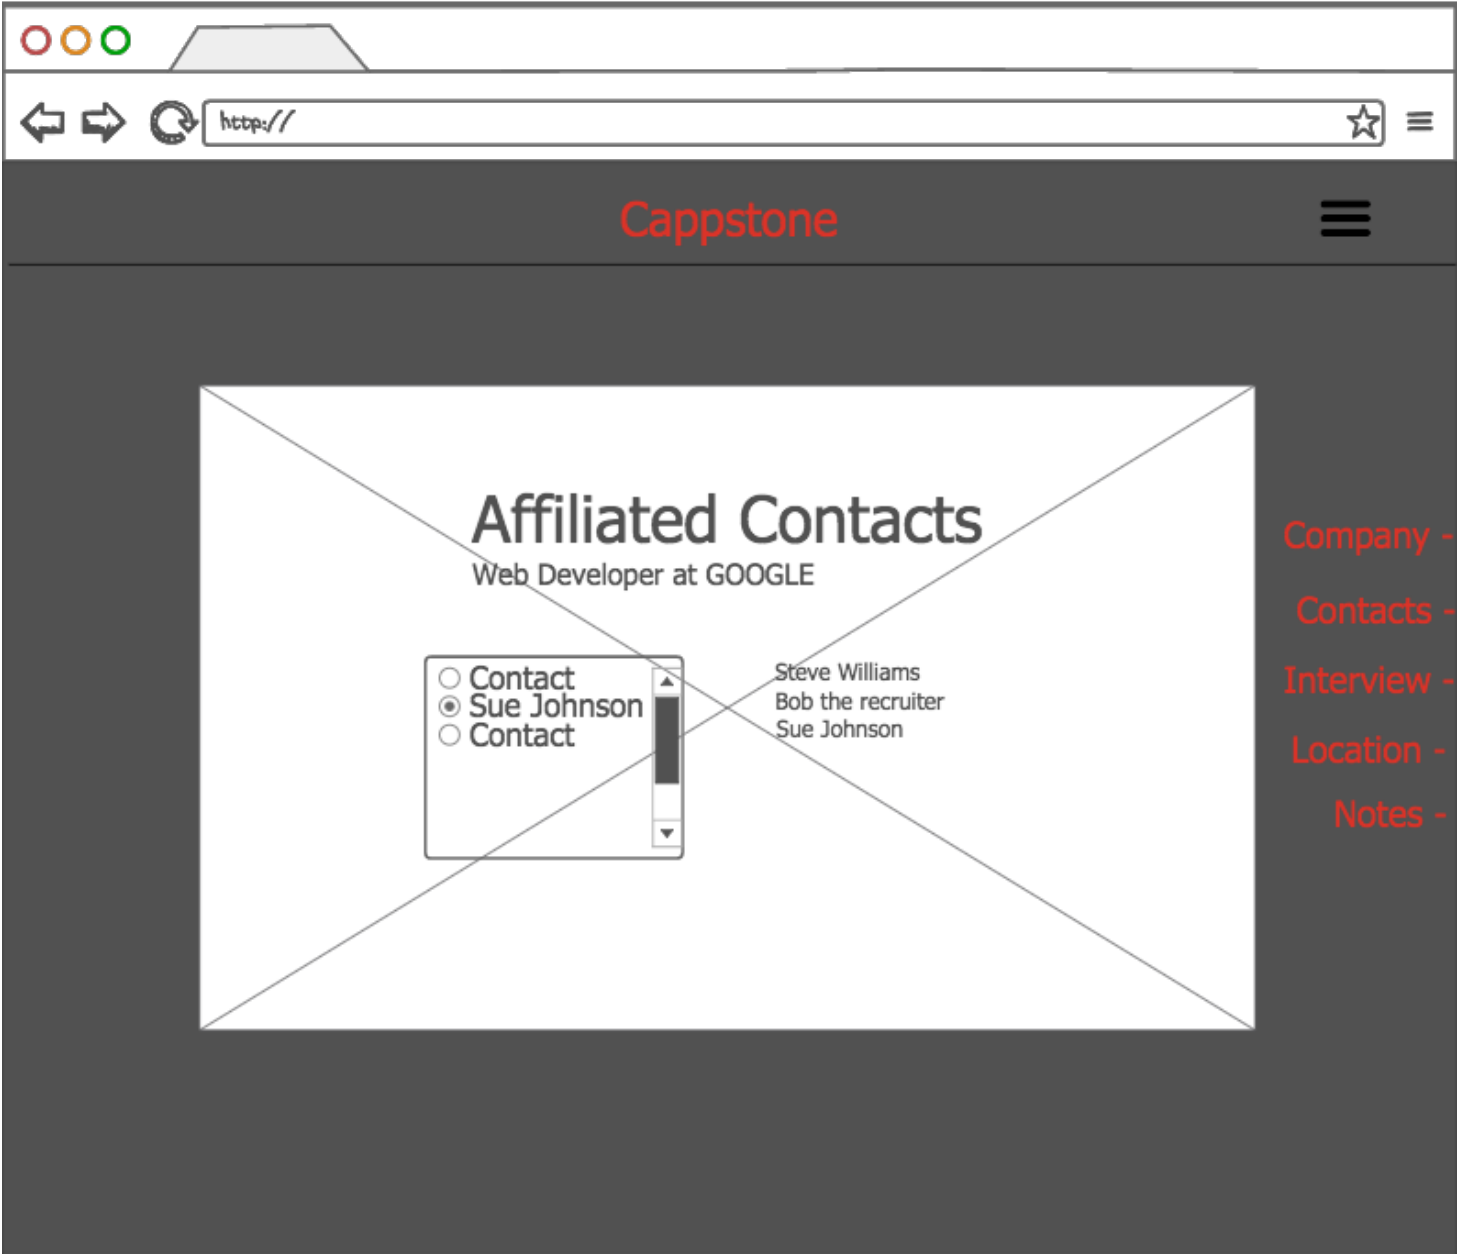 http://
Cappstone
Affiliated Contacts
Web Developer at GOOGLE
Contact
Sue Johnson
Contact
Steve Williams
Bob the recruiter
Sue Johnson
Company -
Contacts -
Interview -
Location -
Notes -